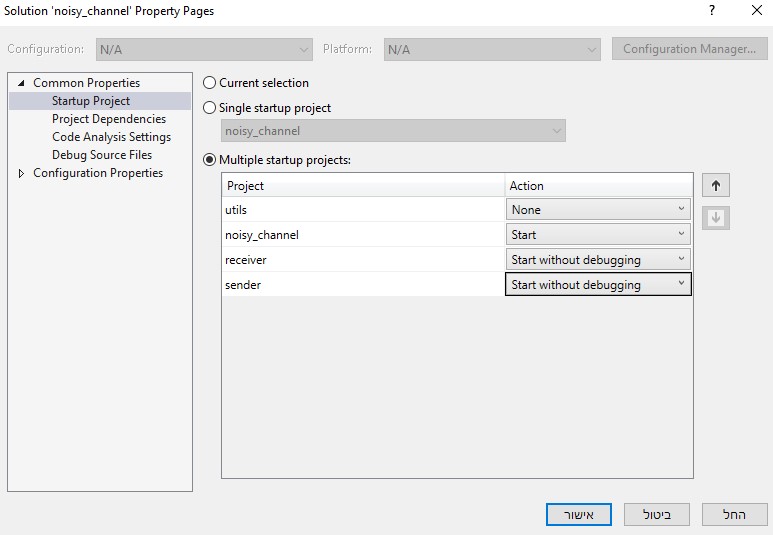 Solution 'noisy_channel' Property Pages
?
Configuration: N/A Platform: N/A Configuration Manager...
Common Properties
Startup Project
Project Dependencies
Code Analysis Settings
Debug Source Files
Configuration Properties
Current selection
Single startup project
noisy_channel
Multiple startup projects:
Project Action
utils None
noisy_channel Start
receiver Start without debugging
sender Start without debugging
אישור ביטול החל